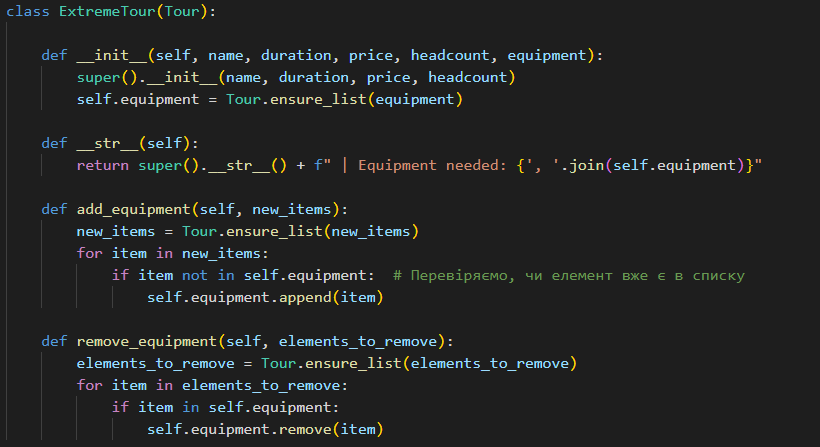 class ExtremeTour(Tour):
    def __init__(self, name, duration, price, headcount, equipment):
        super().__init__(name, duration, price, headcount)
        self.equipment = Tour.ensure_list(equipment)
    def __str__(self):
        return super().__str__() + f" | Equipment needed: {', '.join(self.equipment)}"
    def add_equipment(self, new_items):
        new_items = Tour.ensure_list(new_items)
        for item in new_items:
            if item not in self.equipment:  # Перевіряємо, чи елемент вже є в списку
                self.equipment.append(item)
    def remove_equipment(self, elements_to_remove):
        elements_to_remove = Tour.ensure_list(elements_to_remove)
        for item in elements_to_remove:
            if item in self.equipment:
                self.equipment.remove(item)